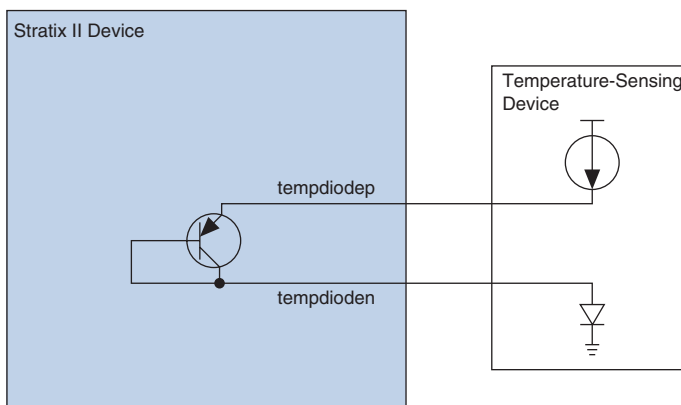 Stratix II Device
Temperature-Sensing
Device
tempdiodep
tempdioden